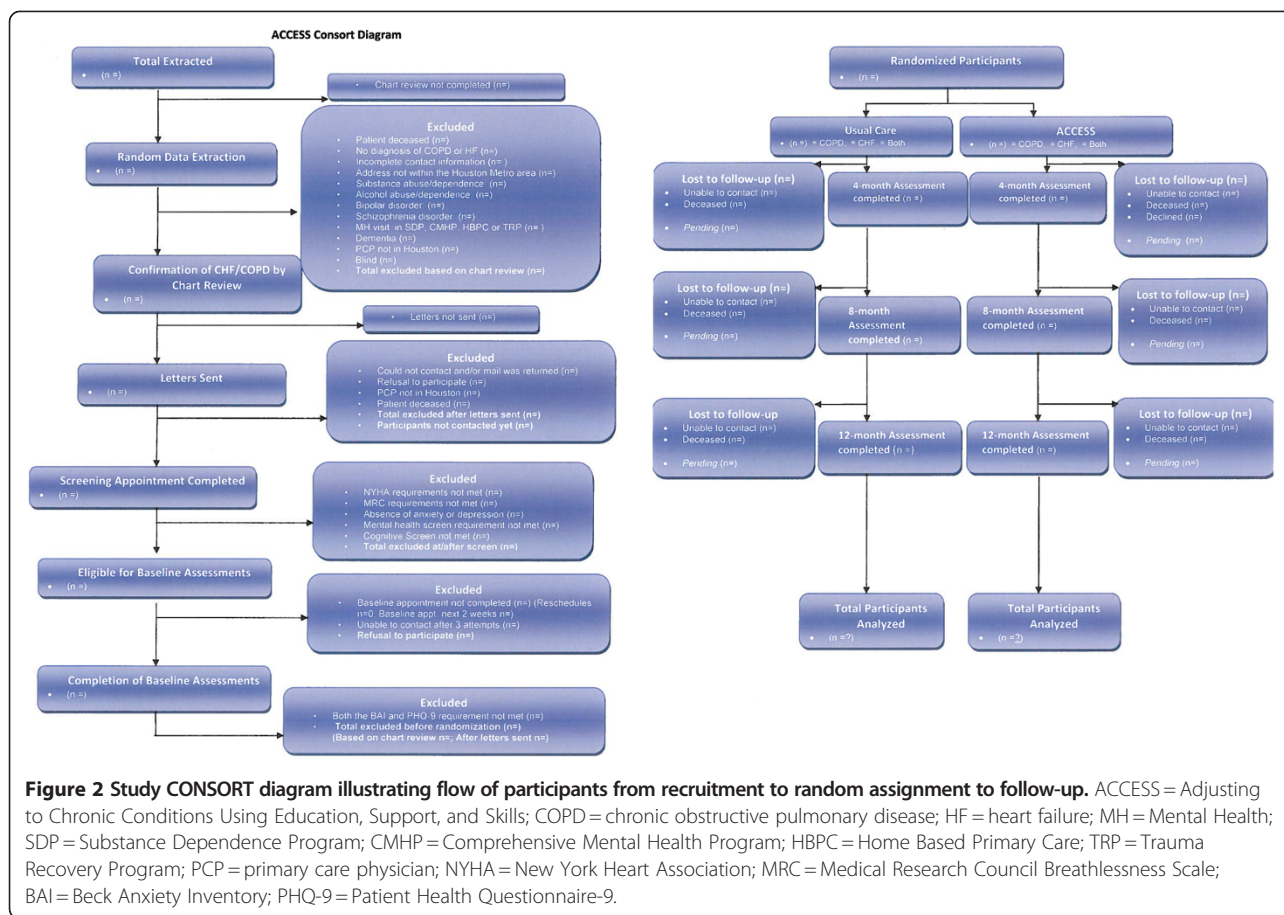 ACCESS Consort Diagram
Total Extracted
• (n =)
• Chart review not completed (n=)
Excluded
• Patient deceased (n=)
• No diagnosis of COPD or HF (n=)
• Incomplete contact information (n= )
• Address not within the Houston Metro area (n=)
• Substance abuse/dependence (n=)
• Alcohol abuse/dependence (n=)
• Bipolar disorder (n=)
• Schizophrenia disorder (n=)
• MH visit in SDP, CMHP, HBPC or TRP (n= )
• Dementia (n=)
• PCP not in Houston (n=)
• Blind (n=)
• Total excluded based on chart review (n=)
Random Data Extraction
• (n =)
Confirmation of CHF/COPD by
Chart Review
• (n =)
• Letters not sent (n=)
Excluded
• Could not contact and/or mail was returned (n=)
• Refusal to participate (n=)
• PCP not in Houston (n=)
• Patient deceased (n=)
• Total excluded after letters sent (n=)
• Participants not contacted yet (n=)
Letters Sent
• (n =)
Screening Appointment Completed
• (n =)
Excluded
• NYHA requirements not met (n=)
• MRC requirements not met (n=)
• Absence of anxiety or depression (n=)
• Mental health screen requirement not met (n=)
• Cognitive Screen not met (n=)
• Total excluded at/after screen (n=)
Eligible for Baseline Assessments
• (n =)
Excluded
• Baseline appointment not completed (n=) (Reschedules
n=0, Baseline appt. next 2 weeks n=)
• Unable to contact after 3 attempts (n=)
• Refusal to participate (n=)
Completion of Baseline Assessments
• (n =)
Excluded
• Both the BAI and PHQ-9 requirement not met (n=)
• Total excluded before randomization (n=)
(Based on chart review n=; After letters sent n=)
Randomized Participants
• (n =)
Usual Care
• (n =) = COPD, = CHF, = Both
ACCESS
• (n =) = COPD, = CHF, = Both
Lost to follow-up (n=)
• Unable to contact (n=)
• Deceased (n=)
• Pending (n=)
4-month Assessment
completed (n =)
4-month Assessment
completed (n =)
Lost to follow-up (n=)
• Unable to contact (n=)
• Deceased (n=)
• Declined (n=)
• Pending (n=)
Lost to follow-up (n=)
• Unable to contact (n=)
• Deceased (n=)
• Pending (n=)
8-month
Assessment
completed (n =)
8-month Assessment
completed (n =)
Lost to follow-up (n=)
• Unable to contact (n=)
• Deceased (n=)
• Pending (n=)
Lost to follow-up
• Unable to contact (n=)
• Deceased (n=)
• Pending (n=)
12-month Assessment
completed (n =)
12-month Assessment
completed (n =)
Lost to follow-up (n=)
• Unable to contact (n=)
• Deceased (n=)
• Pending (n=)
Total Participants
Analyzed
• (n =?)
Total Participants
Analyzed
• (n =?)
Figure 2 Study CONSORT diagram illustrating flow of participants from recruitment to random assignment to follow-up. ACCESS = Adjusting
to Chronic Conditions Using Education, Support, and Skills; COPD = chronic obstructive pulmonary disease; HF = heart failure; MH = Mental Health;
SDP = Substance Dependence Program; CMHP = Comprehensive Mental Health Program; HBPC = Home Based Primary Care; TRP = Trauma
Recovery Program; PCP = primary care physician; NYHA = New York Heart Association; MRC = Medical Research Council Breathlessness Scale;
BAI = Beck Anxiety Inventory; PHQ-9 = Patient Health Questionnaire-9.